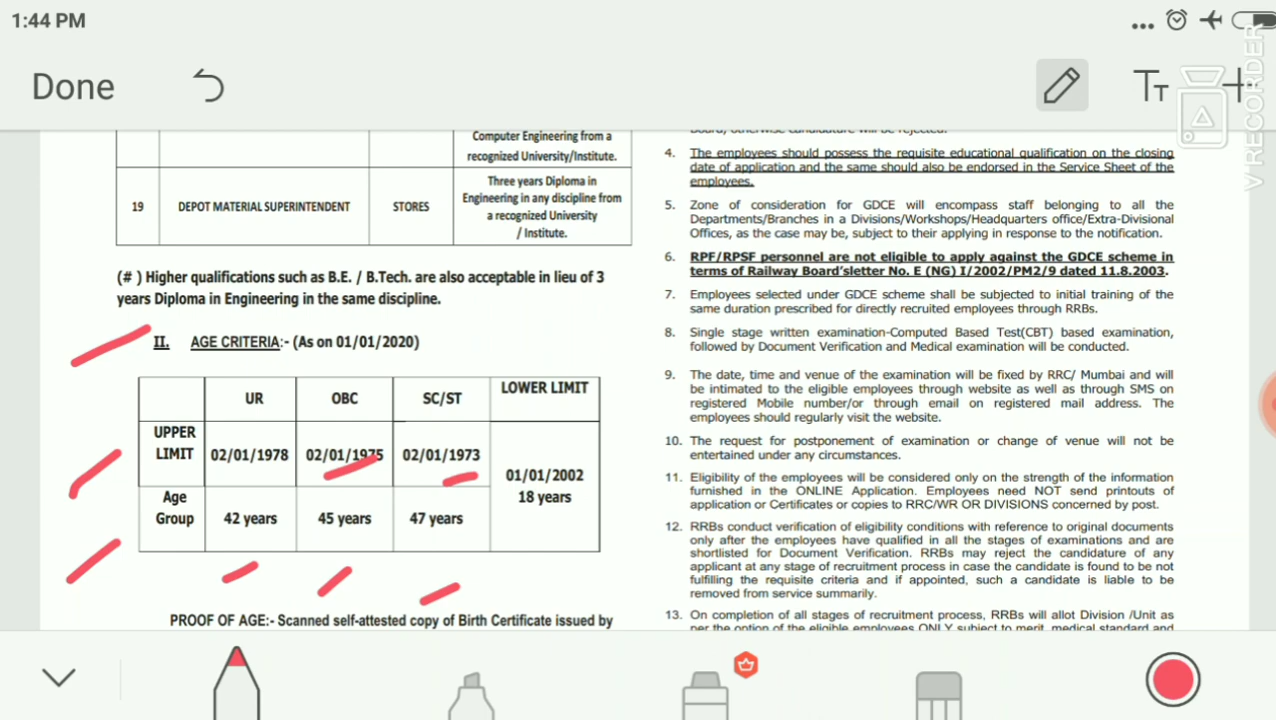 1:44 PM
Done
TT
V RECORDER
Computer Engineering from a
recognized University/Institute.
19 DEPOT MATERIAL SUPERINTENDENT STORES Three years Diploma in
Engineering in any discipline from
a recognized University
/ Institute.
(# ) Higher qualifications such as B.E. / B.Tech. are also acceptable in lieu of 3
years Diploma in Engineering in the same discipline.
II. AGE CRITERIA:- (As on 01/01/2020)
UR OBC SC/ST LOWER LIMIT
UPPER
LIMIT 02/01/1978 02/01/1975 02/01/1973
01/01/2002
18 years
Age
Group 42 years 45 years 47 years
PROOF OF AGE:- Scanned self-attested copy of Birth Certificate issued by
Board, otherwise candidature will be rejected.
4. The employees should possess the requisite educational qualification on the closing
date of application and the same should also be endorsed in the Service Sheet of the
employees.
5. Zone of consideration for GDCE will encompass staff belonging to all the
Departments/Branches in a Divisions/Workshops/Headquarters office/Extra-Divisional
Offices, as the case may be, subject to their applying in response to the notification.
6. RPF/RPSF personnel are not eligible to apply against the GDCE scheme in
terms of Railway Board'sletter No. E (NG) I/2002/PM2/9 dated 11.8.2003.
7. Employees selected under GDCE scheme shall be subjected to initial training of the
same duration prescribed for directly recruited employees through RRBs.
8. Single stage written examination-Computed Based Test(CBT) based examination,
followed by Document Verification and Medical examination will be conducted.
9. The date, time and venue of the examination will be fixed by RRC/ Mumbai and will
be intimated to the eligible employees through website as well as through SMS on
registered Mobile number/or through email on registered mail address. The
employees should regularly visit the website.
10. The request for postponement of examination or change of venue will not be
entertained under any circumstances.
11. Eligibility of the employees will be considered only on the strength of the information
furnished in the ONLINE Application. Employees need NOT send printouts of
application or Certificates or copies to RRC/WR OR DIVISIONS concerned by post.
12. RRBs conduct verification of eligibility conditions with reference to original documents
only after the employees have qualified in all the stages of examinations and are
shortlisted for Document Verification. RRBs may reject the candidature of any
applicant at any stage of recruitment process in case the candidate is found to be not
fulfilling the requisite criteria and if appointed, such a candidate is liable to be
removed from service summarily.
13. On completion of all stages of recruitment process, RRBs will allot Division /Unit as
per the option of the eligible employees ONLY subject to merit, medical standard and